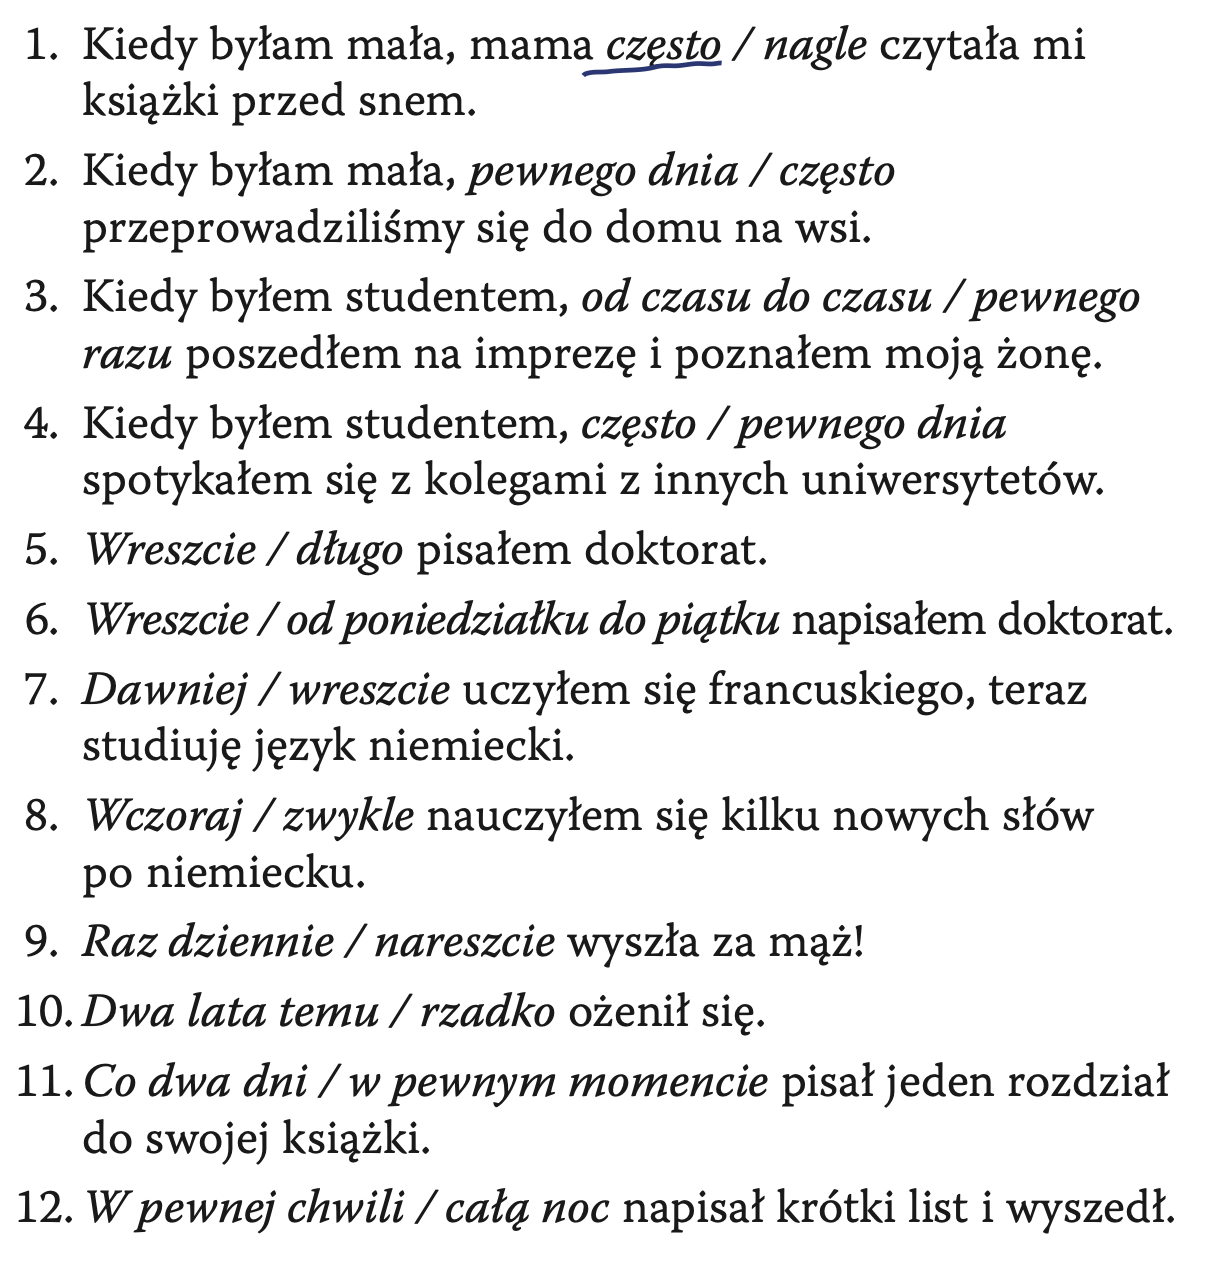 1. Kiedy byłam mała, mama często / nagle czytała mi
książki przed snem.
2. Kiedy byłam mała, pewnego dnia / często
przeprowadziliśmy się do domu na wsi.
3. Kiedy byłem studentem, od czasu do czasu / pewnego
razu poszedłem na imprezę i poznałem moją żonę.
4. Kiedy byłem studentem, często / pewnego dnia
spotykałem się z kolegami z innych uniwersytetów.
5. Wreszcie / długo pisałem doktorat.
6. Wreszcie / od poniedziałku do piątku napisałem doktorat.
7. Dawniej / wreszcie uczyłem się francuskiego, teraz
studiuję język niemiecki.
8. Wczoraj / zwykle nauczyłem się kilku nowych słów
po niemiecku.
9. Raz dziennie / nareszcie wyszła za mąż!
10. Dwa lata temu / rzadko ożenił się.
11. Co dwa dni / w pewnym momencie pisał jeden rozdział
do swojej książki.
12. W pewnej chwili / całą noc napisał krótki list i wyszedł.